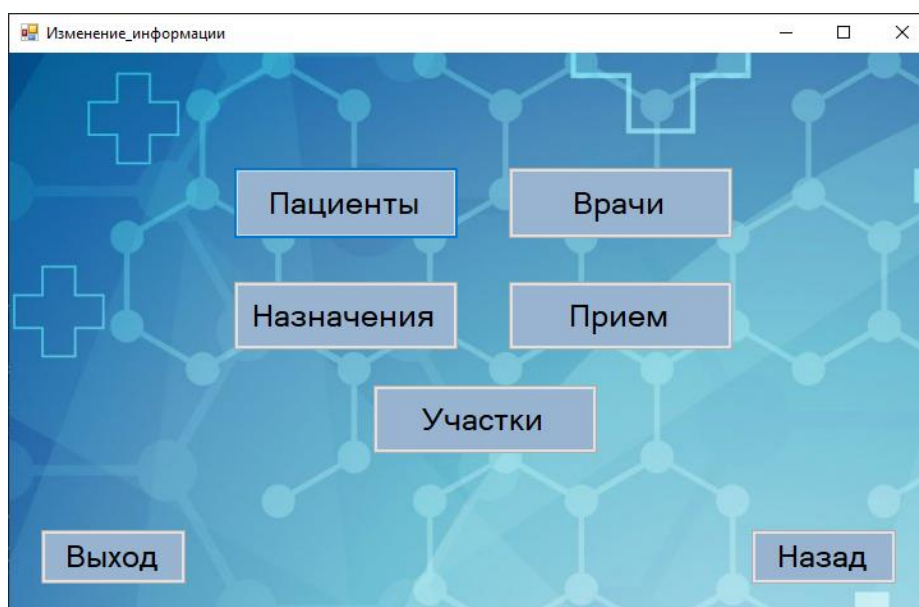 Изменение_информации
Пациенты
Врачи
Назначения
Прием
Участки
Выход
Назад